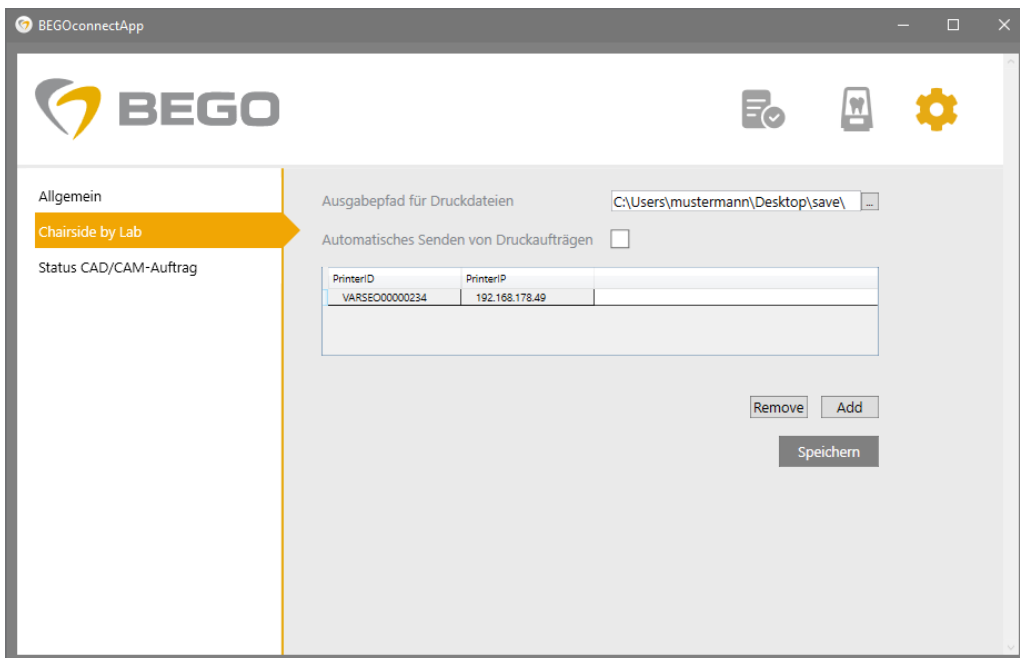 BEGOconnectApp
BEGO
Allgemein
Chairside by Lab
Status CAD/CAM-Auftrag
Ausgabepfad für Druckdateien
C:\Users\mustermann\Desktop\save\
...
Automatisches Senden von Druckaufträgen
PrinterID PrinterIP
VARSEO00000234 192.168.178.49
Remove Add
Speichern